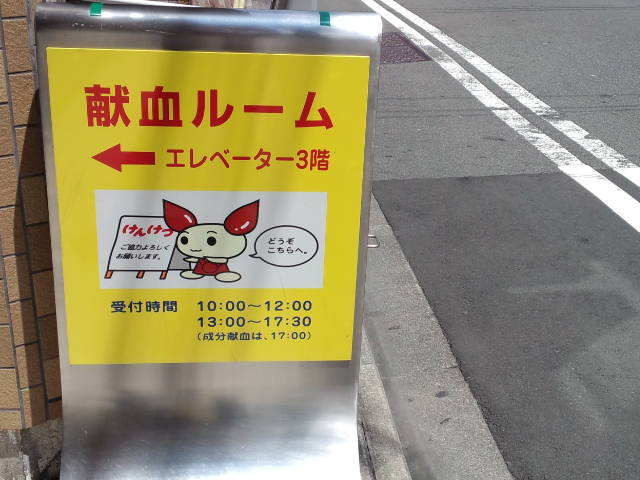 献血ルーム
← エレベーター3階
けんけつ
ご協力よろしく
お願いします。
どうぞ
こちらへ。
受付時間 10:00～12:00
13:00～17:30
(成分献血は、17:00)